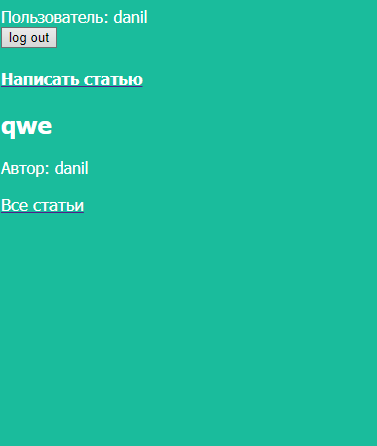 Пользователь: danil
log out
Написать статью
qwe
Автор: danil
Все статьи